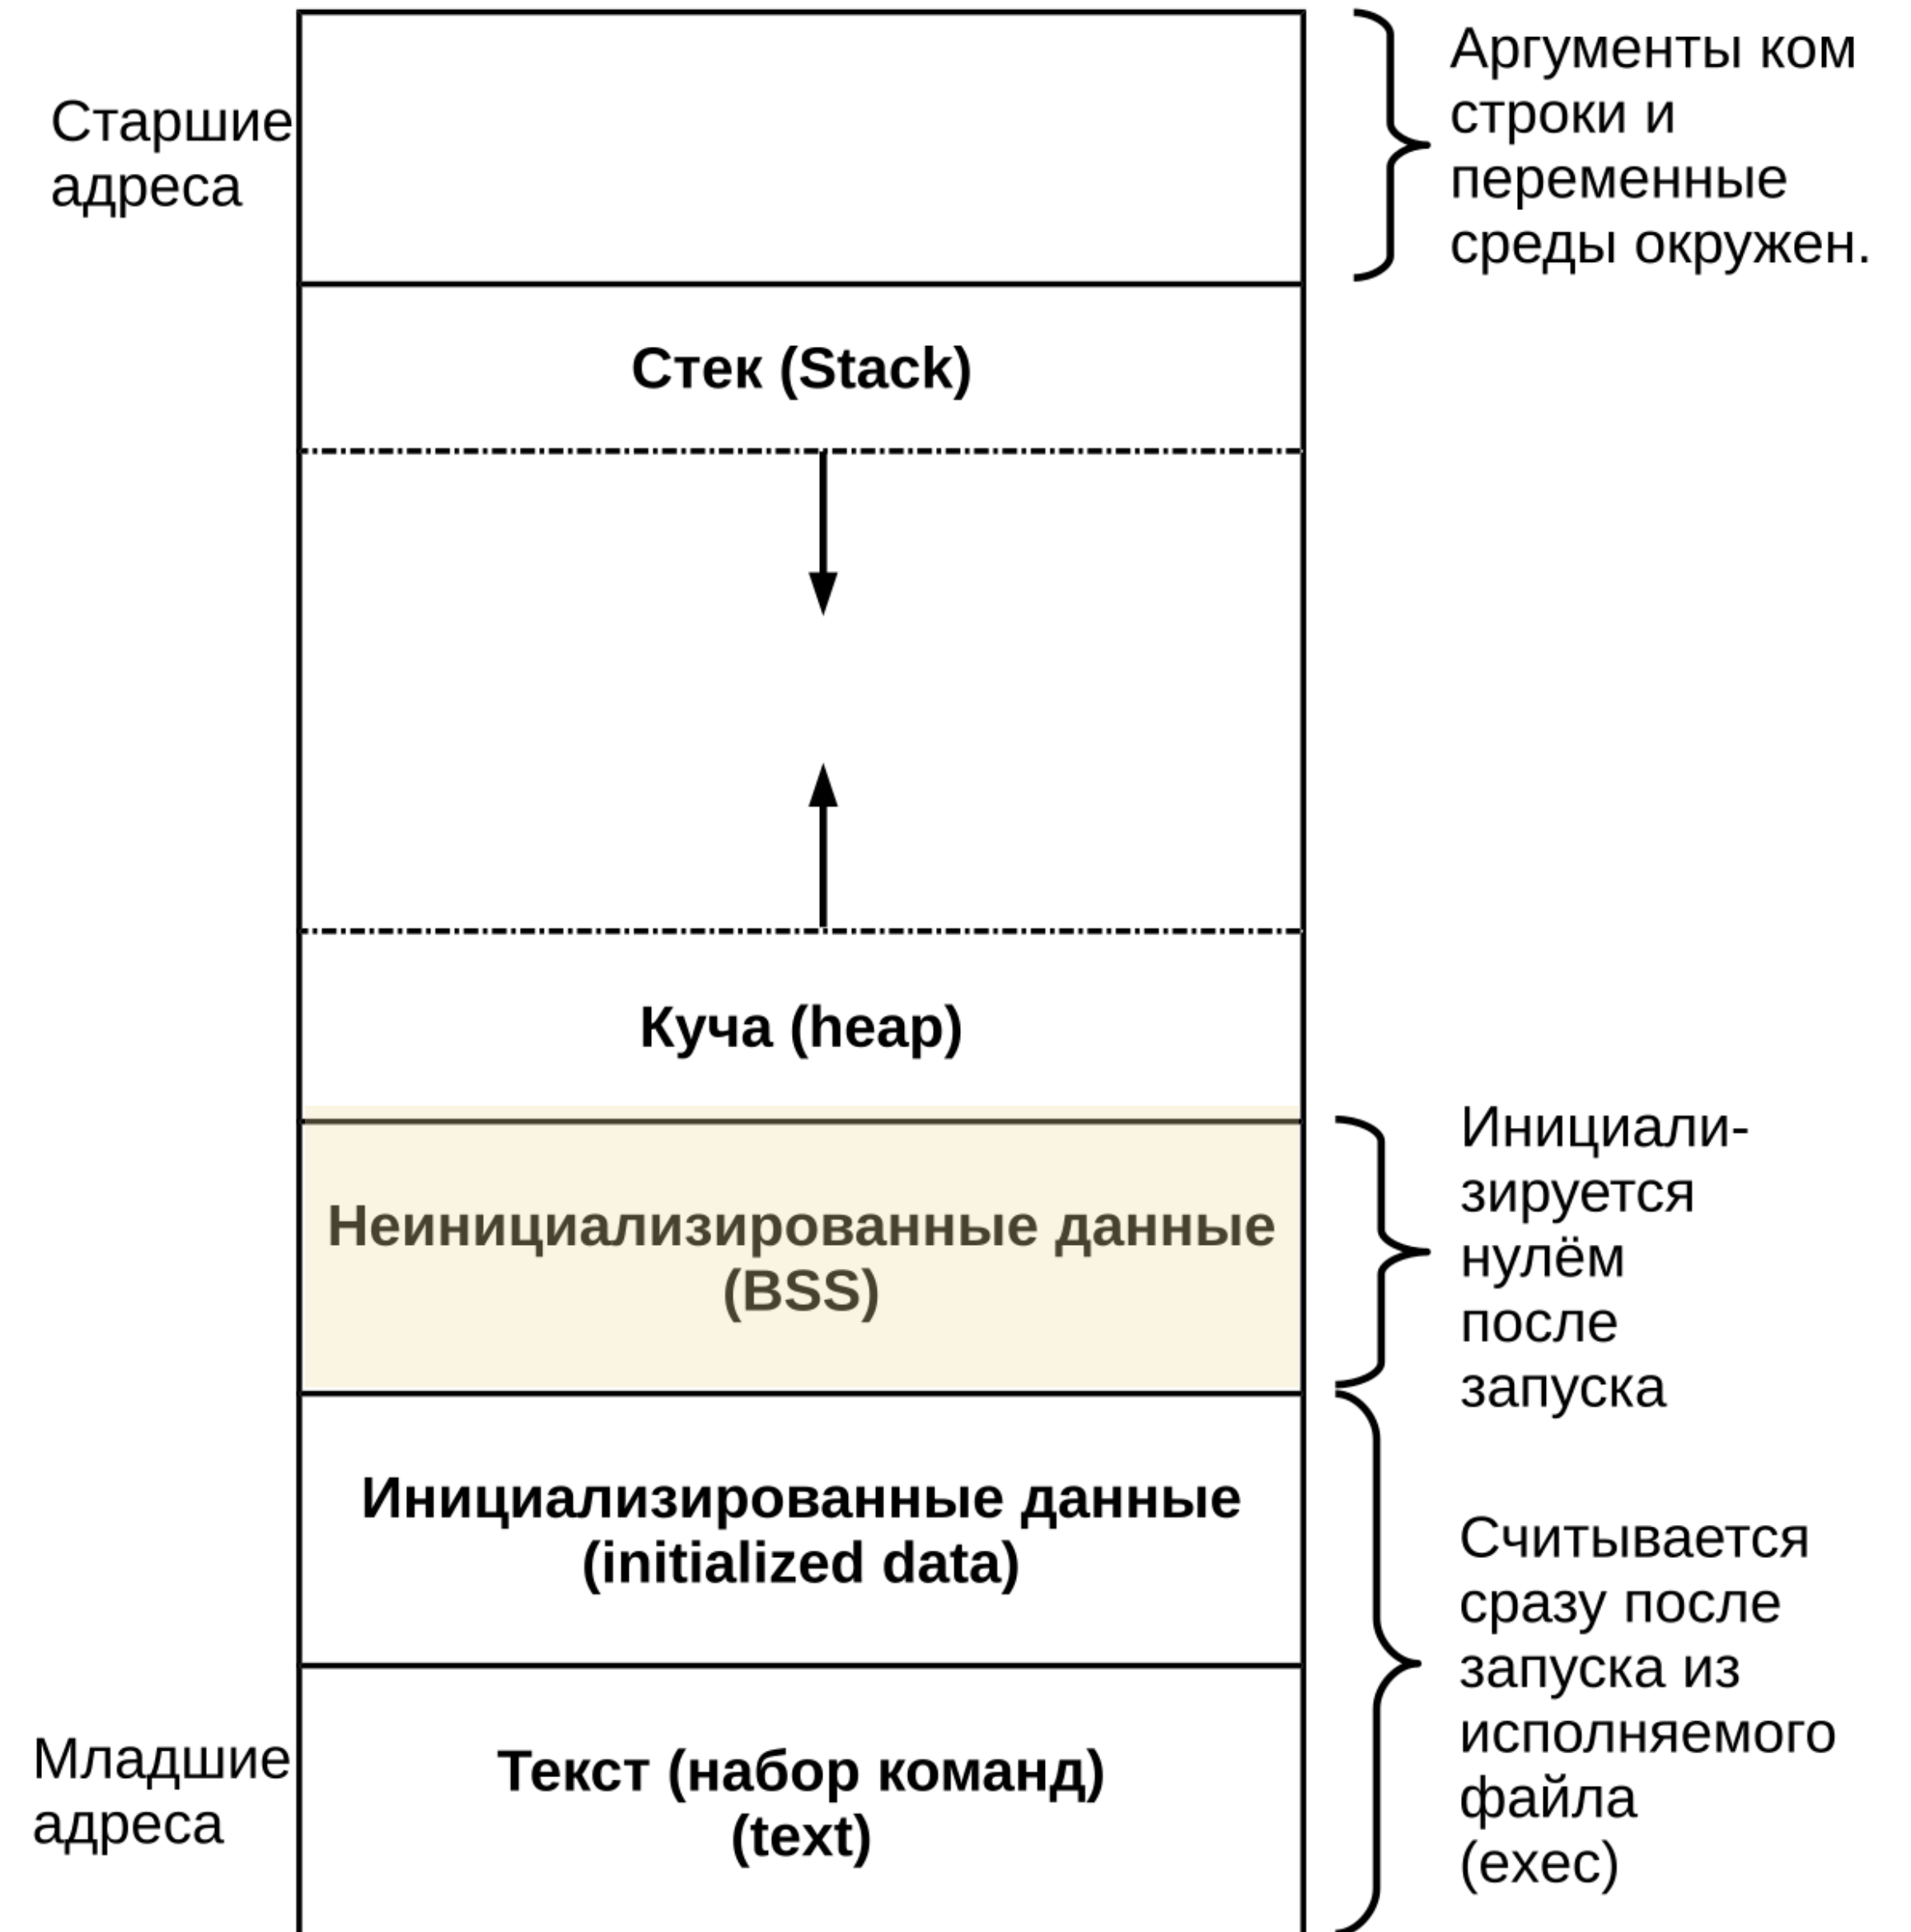 Старшие
адреса
Аргументы ком
строки и
переменные
среды окружен.
Стек (Stack)
Куча (heap)
Неинициализированные данные
(BSS)
Инициали-
зируется
нулём
после
запуска
Инициализированные данные
(initialized data)
Считывается
сразу после
запуска из
исполняемого
файла
(exec)
Младшие
адреса
Текст (набор команд)
(text)